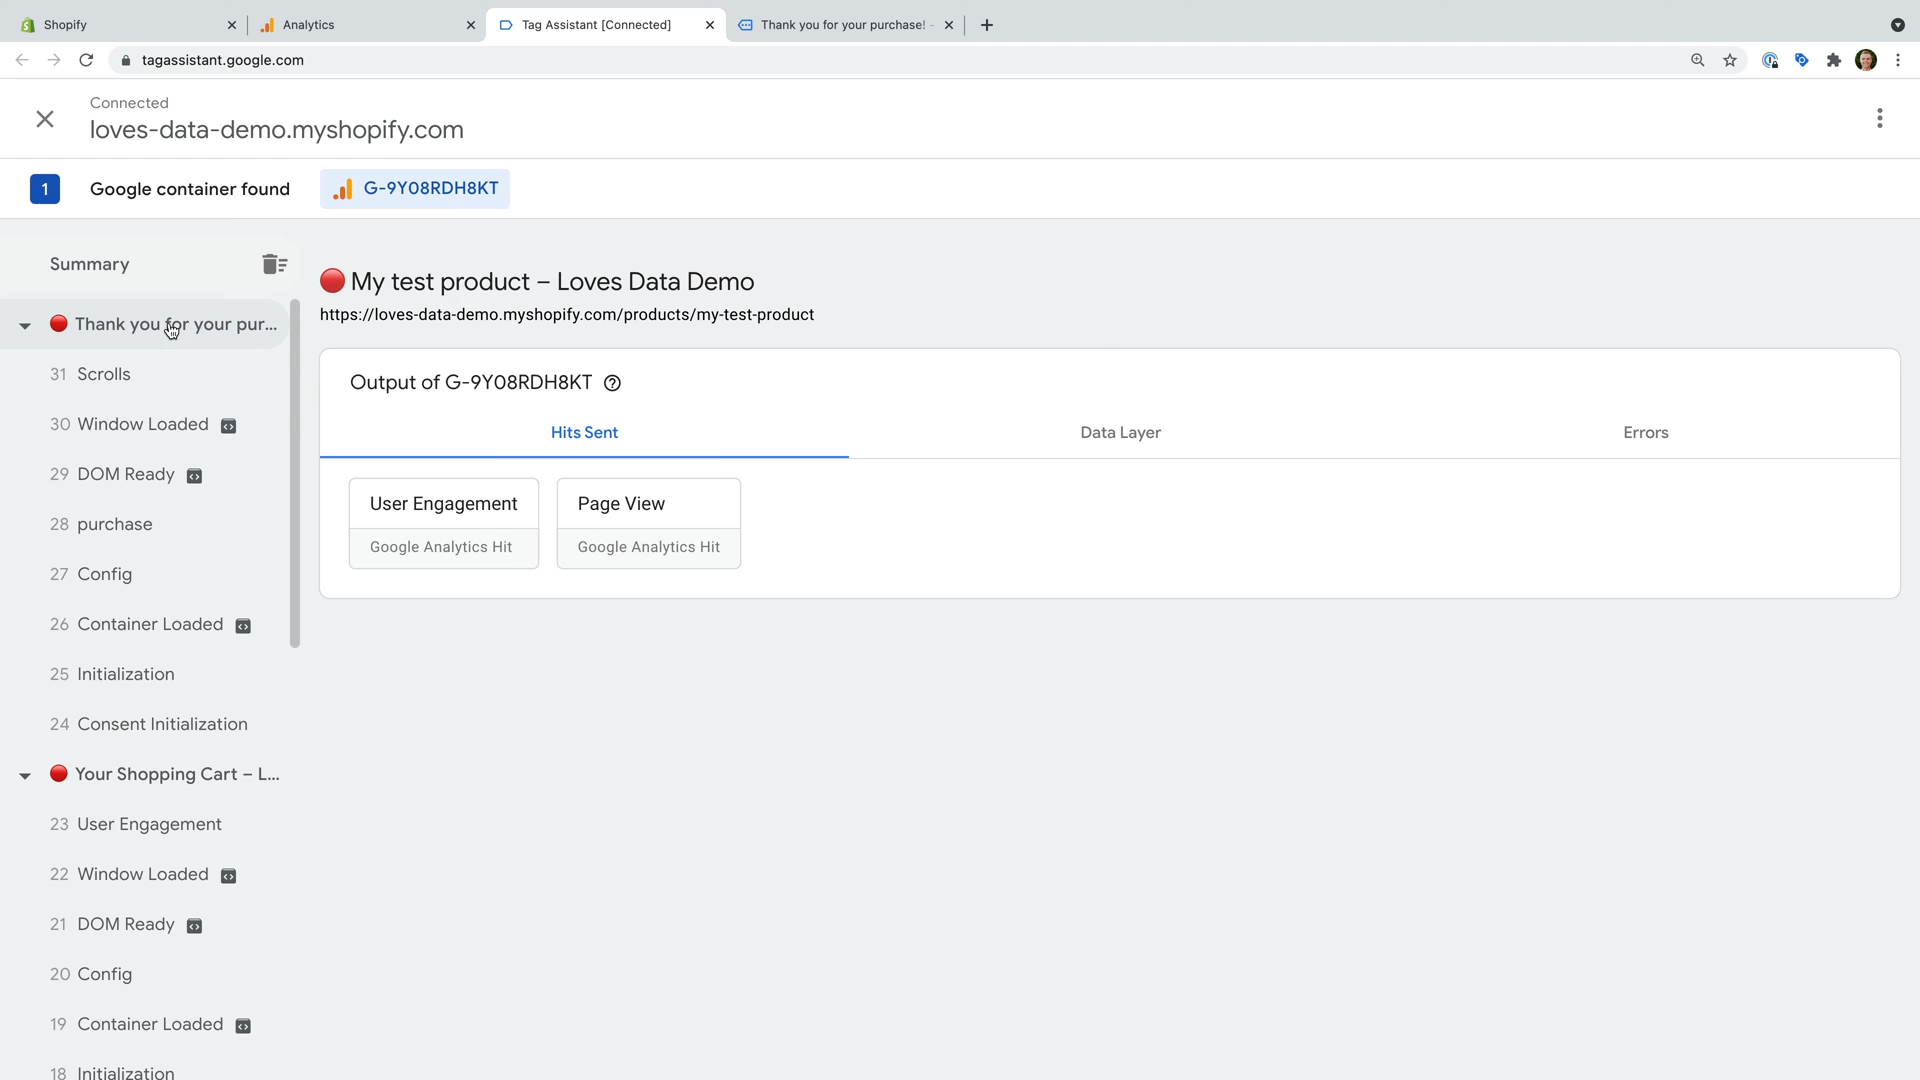 Shopify
Analytics
Tag Assistant [Connected]
Thank you for your purchase! -
tagassistant.google.com
Connected
loves-data-demo.myshopify.com
1 Google container found G-9Y08RDH8KT
Summary
Thank you for your pur...
31 Scrolls
30 Window Loaded
29 DOM Ready
28 purchase
27 Config
26 Container Loaded
25 Initialization
24 Consent Initialization
Your Shopping Cart – L...
23 User Engagement
22 Window Loaded
21 DOM Ready
20 Config
19 Container Loaded
18 Initialization
My test product – Loves Data Demo
https://loves-data-demo.myshopify.com/products/my-test-product
Output of G-9Y08RDH8KT
Hits Sent
Data Layer
Errors
User Engagement
Google Analytics Hit
Page View
Google Analytics Hit